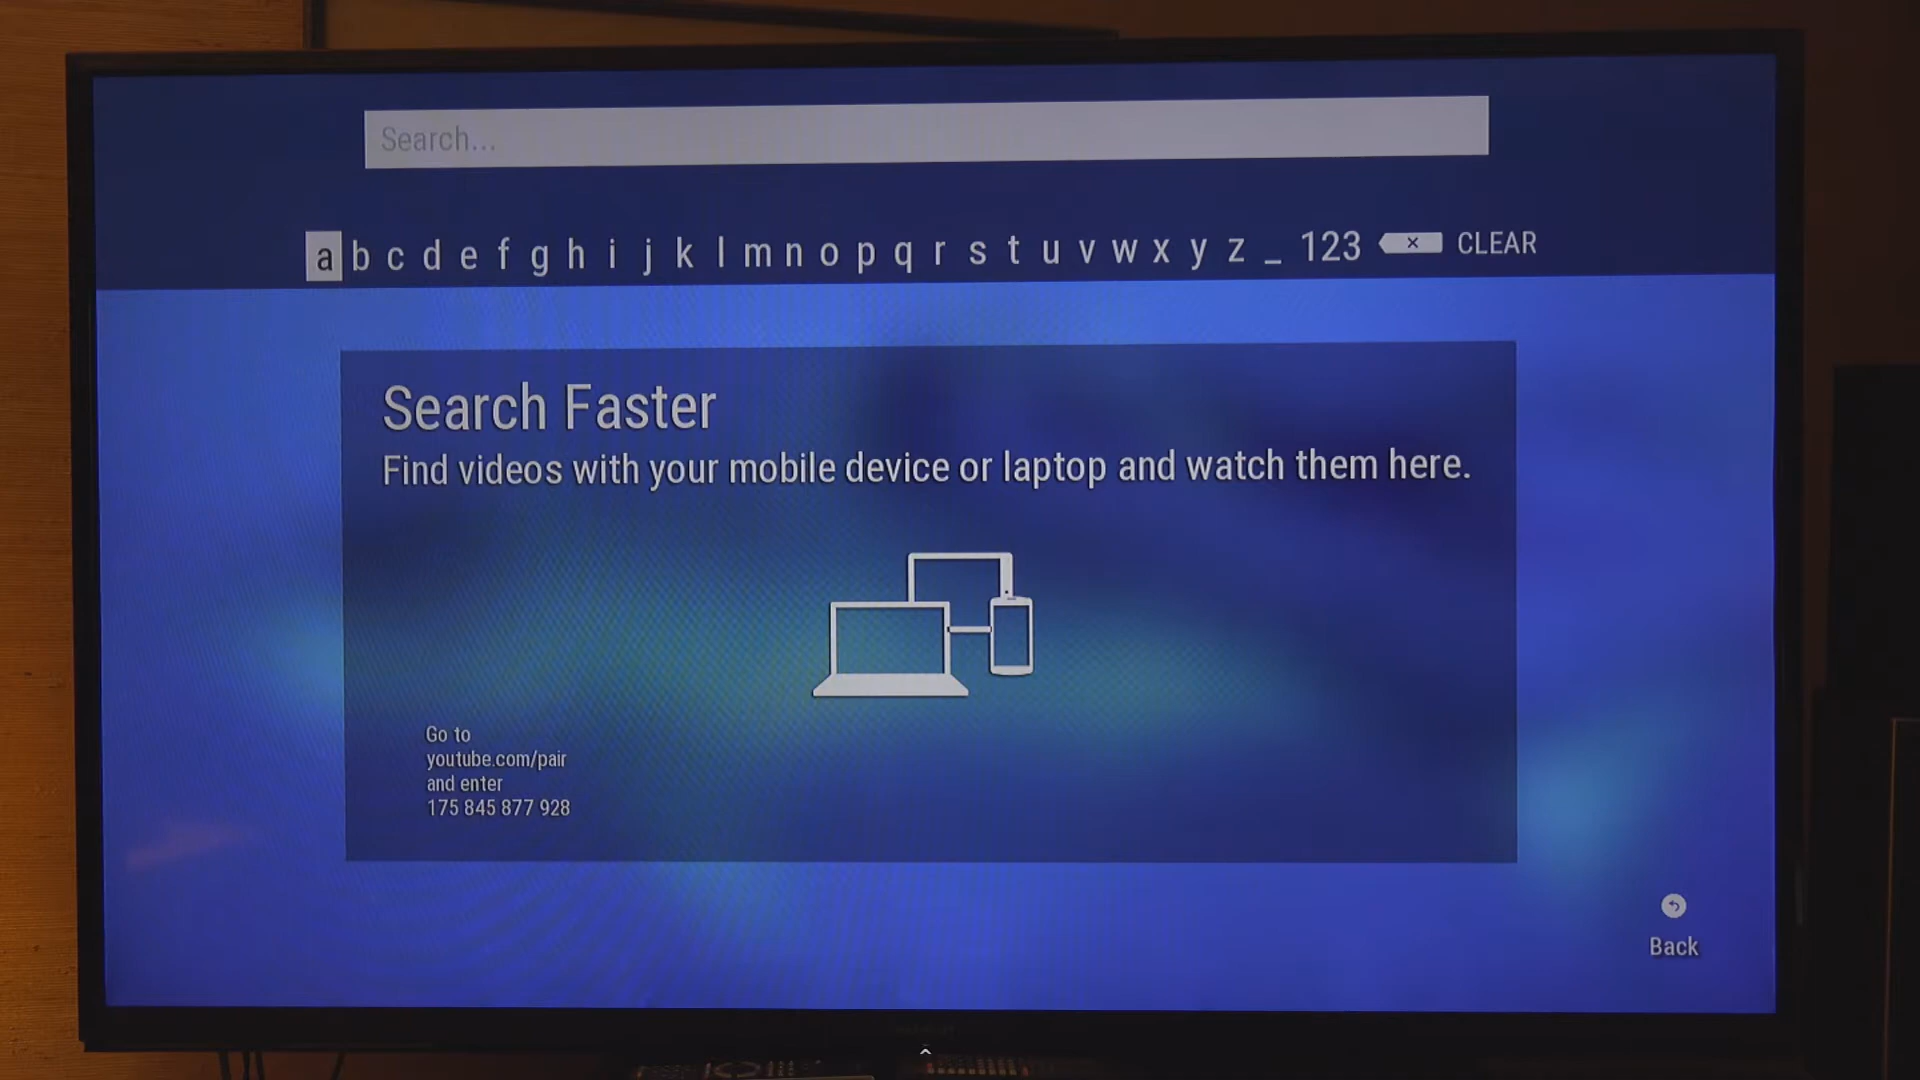 Search...
a b c d e f g h i j k l m n o p q r s t u v w x y z _ 123 CLEAR
Search Faster
Find videos with your mobile device or laptop and watch them here.
Go to
youtube.com/pair
and enter
175 845 877 928
Back